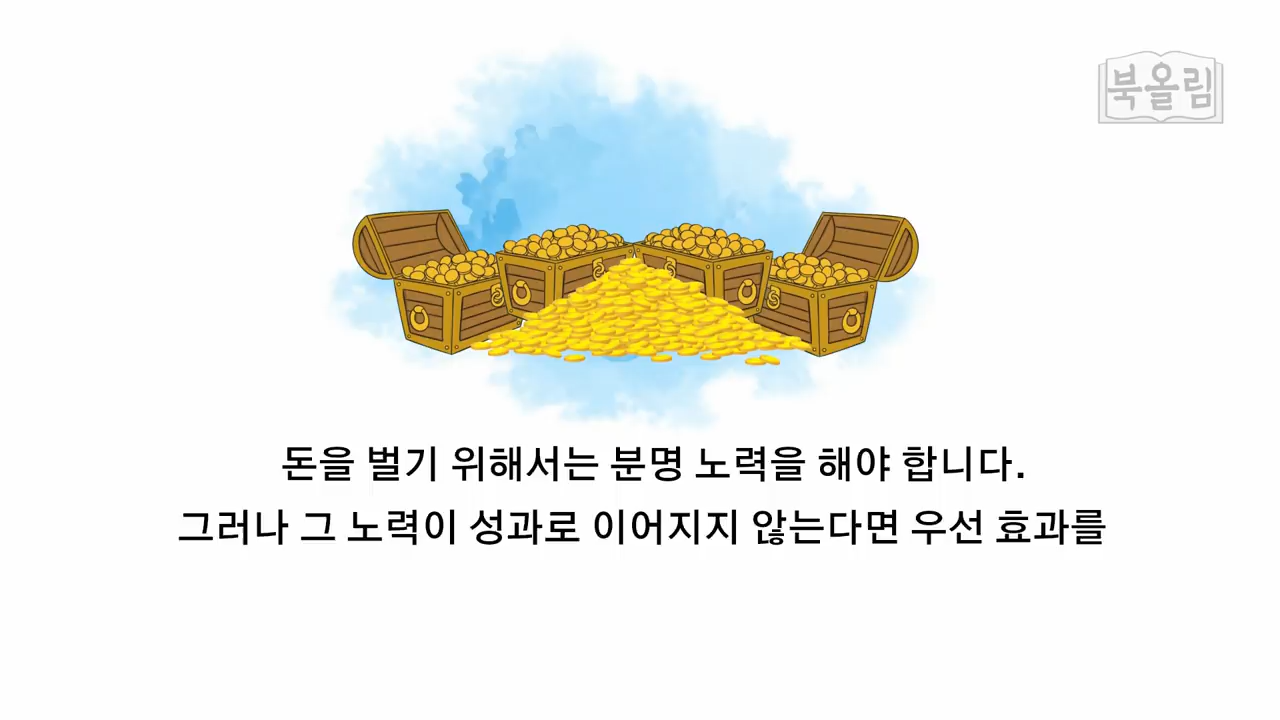 북올림
돈을 벌기 위해서는 분명 노력을 해야 합니다.
그러나 그 노력이 성과로 이어지지 않는다면 우선 효과를